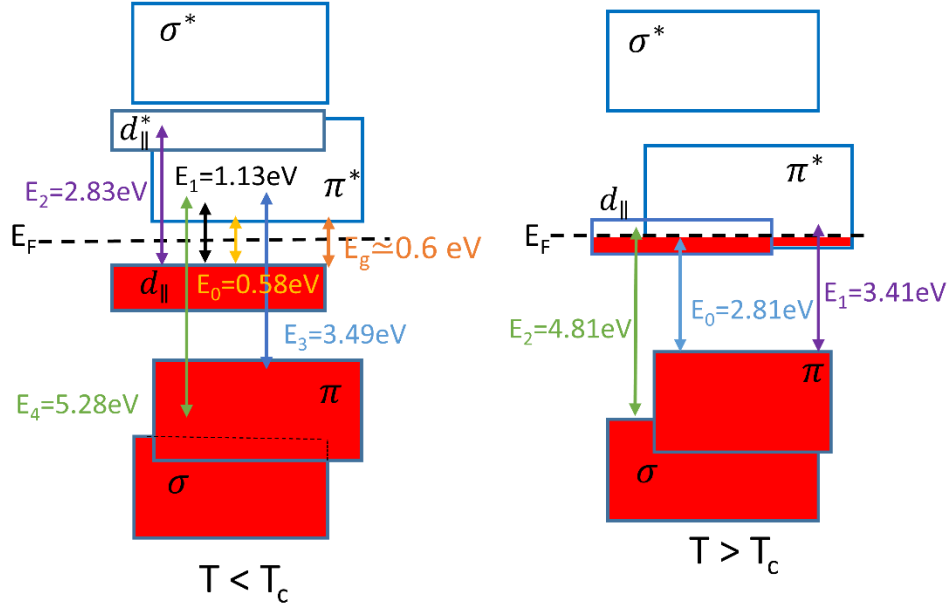 σ*
d∥*
E₁=1.13eV
π*
E₂=2.83eV
E_F
E_g≃0.6 eV
d∥
E₀=0.58eV
E₃=3.49eV
π
E₄=5.28eV
σ
T < T_c
σ*
π*
d∥
E_F
E₁=3.41eV
E₀=2.81eV
E₂=4.81eV
π
σ
T > T_c